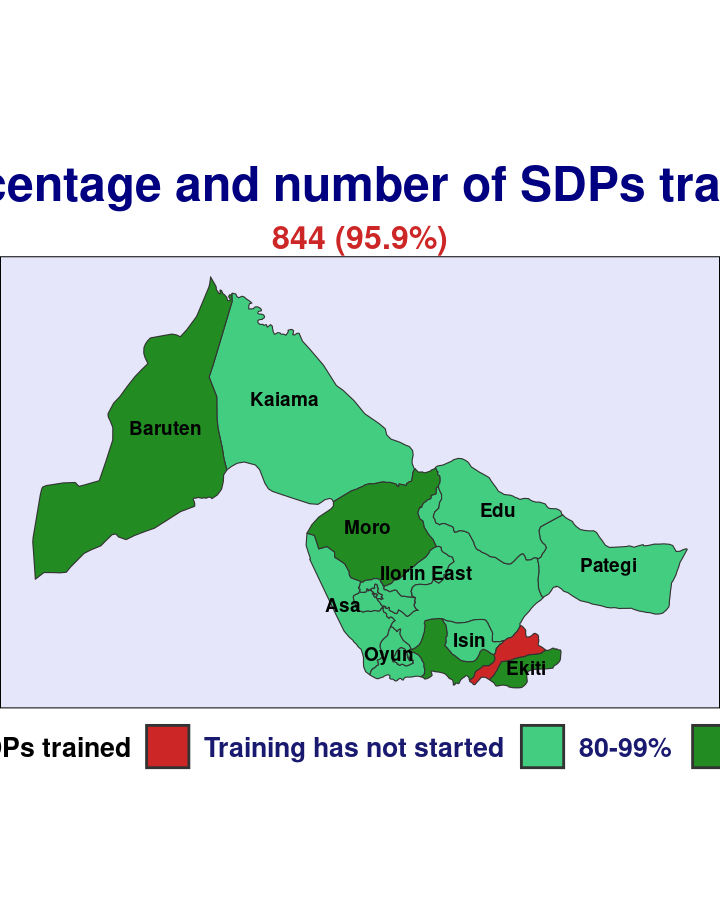 centage and number of SDPs tra
844 (95.9%)
Kaiama
Baruten
Edu
Moro
Pategi
Ilorin East
Asa
Isin
Oyun
Ekiti
DPs trained Training has not started 80-99%